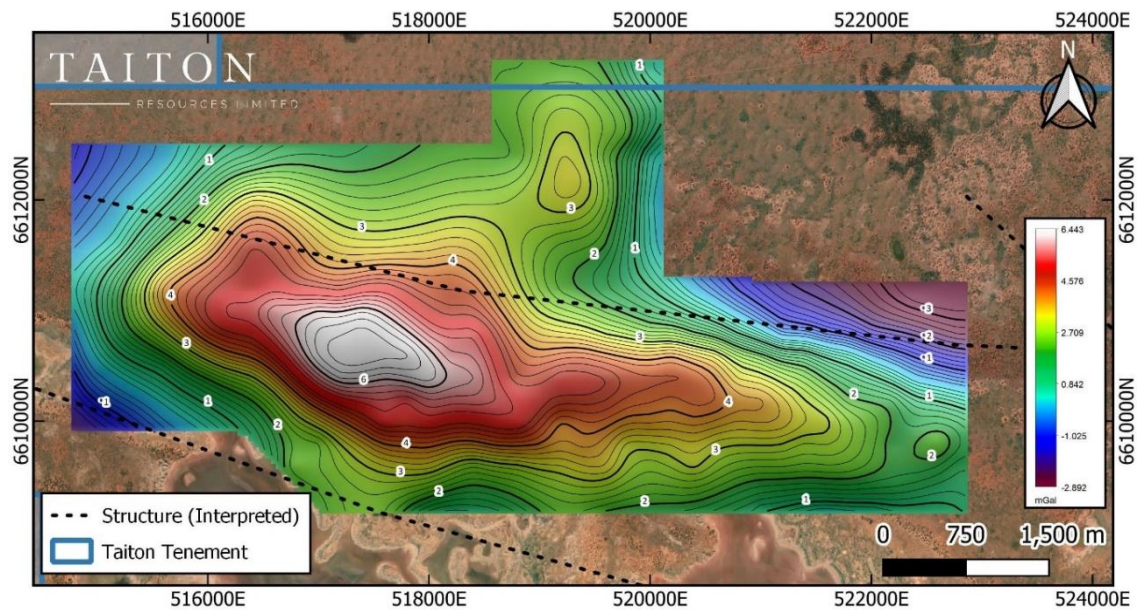 516000E 518000E 520000E 522000E 524000E
TAITON
RESOURCES LIMITED
N
6612000N
6612000N
6610000N
6610000N
1
1
1
2
3
3
3
2
1
4
4
3
2
1
6
3
4
2
1
2
1
2
3
4
3
2
2
1
-3
-2
-1
-1
6.443
4.576
2.709
0.842
-1.025
-2.892
mGal
Structure (Interpreted)
Taiton Tenement
0 750 1,500 m
516000E 518000E 520000E 522000E 524000E